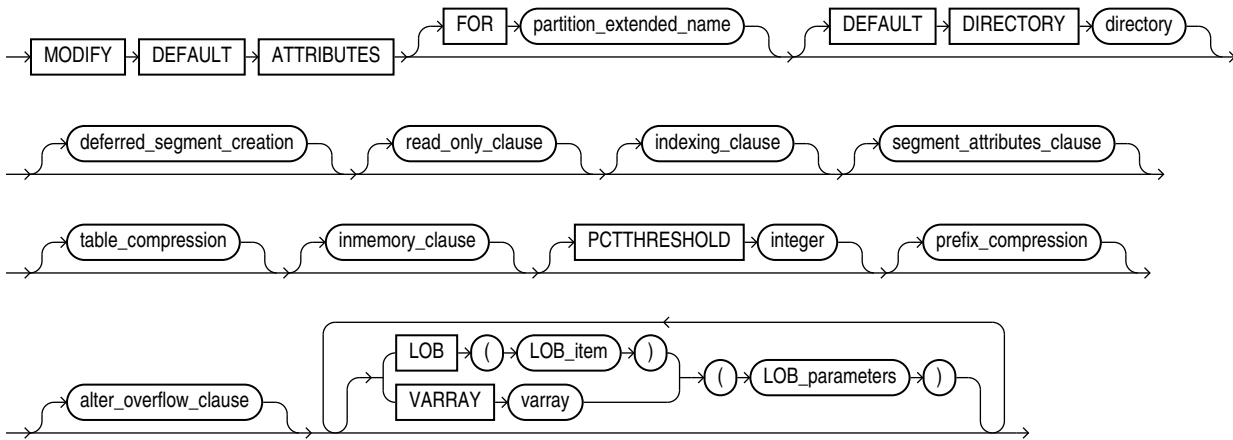 FOR partition_extended_name DEFAULT DIRECTORY directory
MODIFY DEFAULT ATTRIBUTES
deferred_segment_creation read_only_clause indexing_clause segment_attributes_clause
table_compression inmemory_clause PCTTHRESHOLD integer prefix_compression
LOB ( LOB_item )
( LOB_parameters )
VARRAY varray
alter_overflow_clause